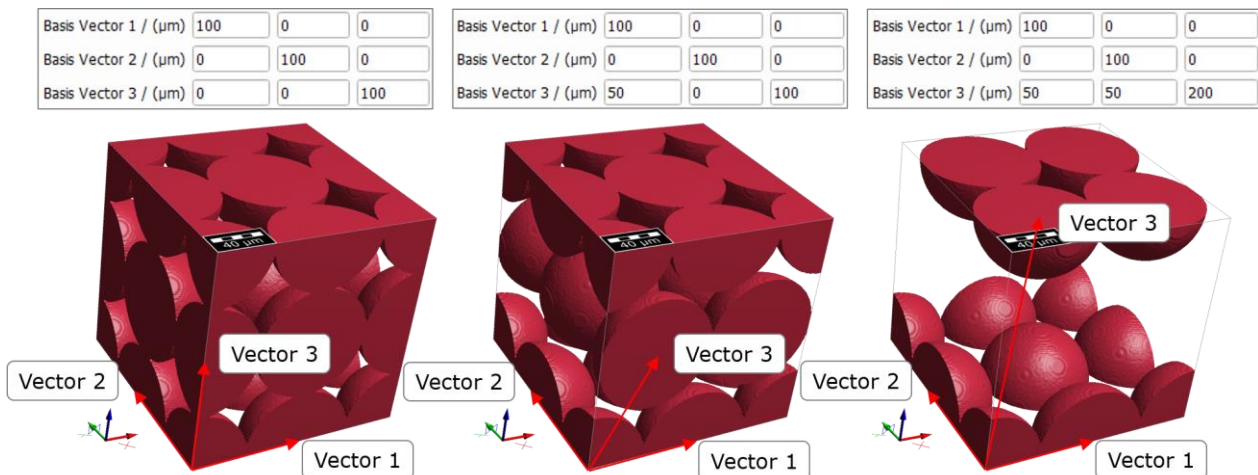 Basis Vector 1 / (µm) 100 0 0
Basis Vector 2 / (µm) 0 100 0
Basis Vector 3 / (µm) 0 0 100
Basis Vector 1 / (µm) 100 0 0
Basis Vector 2 / (µm) 0 100 0
Basis Vector 3 / (µm) 50 0 100
Basis Vector 1 / (µm) 100 0 0
Basis Vector 2 / (µm) 0 100 0
Basis Vector 3 / (µm) 50 50 200
40 µm
Vector 3
Vector 2
Vector 1
40 µm
Vector 3
Vector 2
Vector 1
40 µm
Vector 3
Vector 2
Vector 1